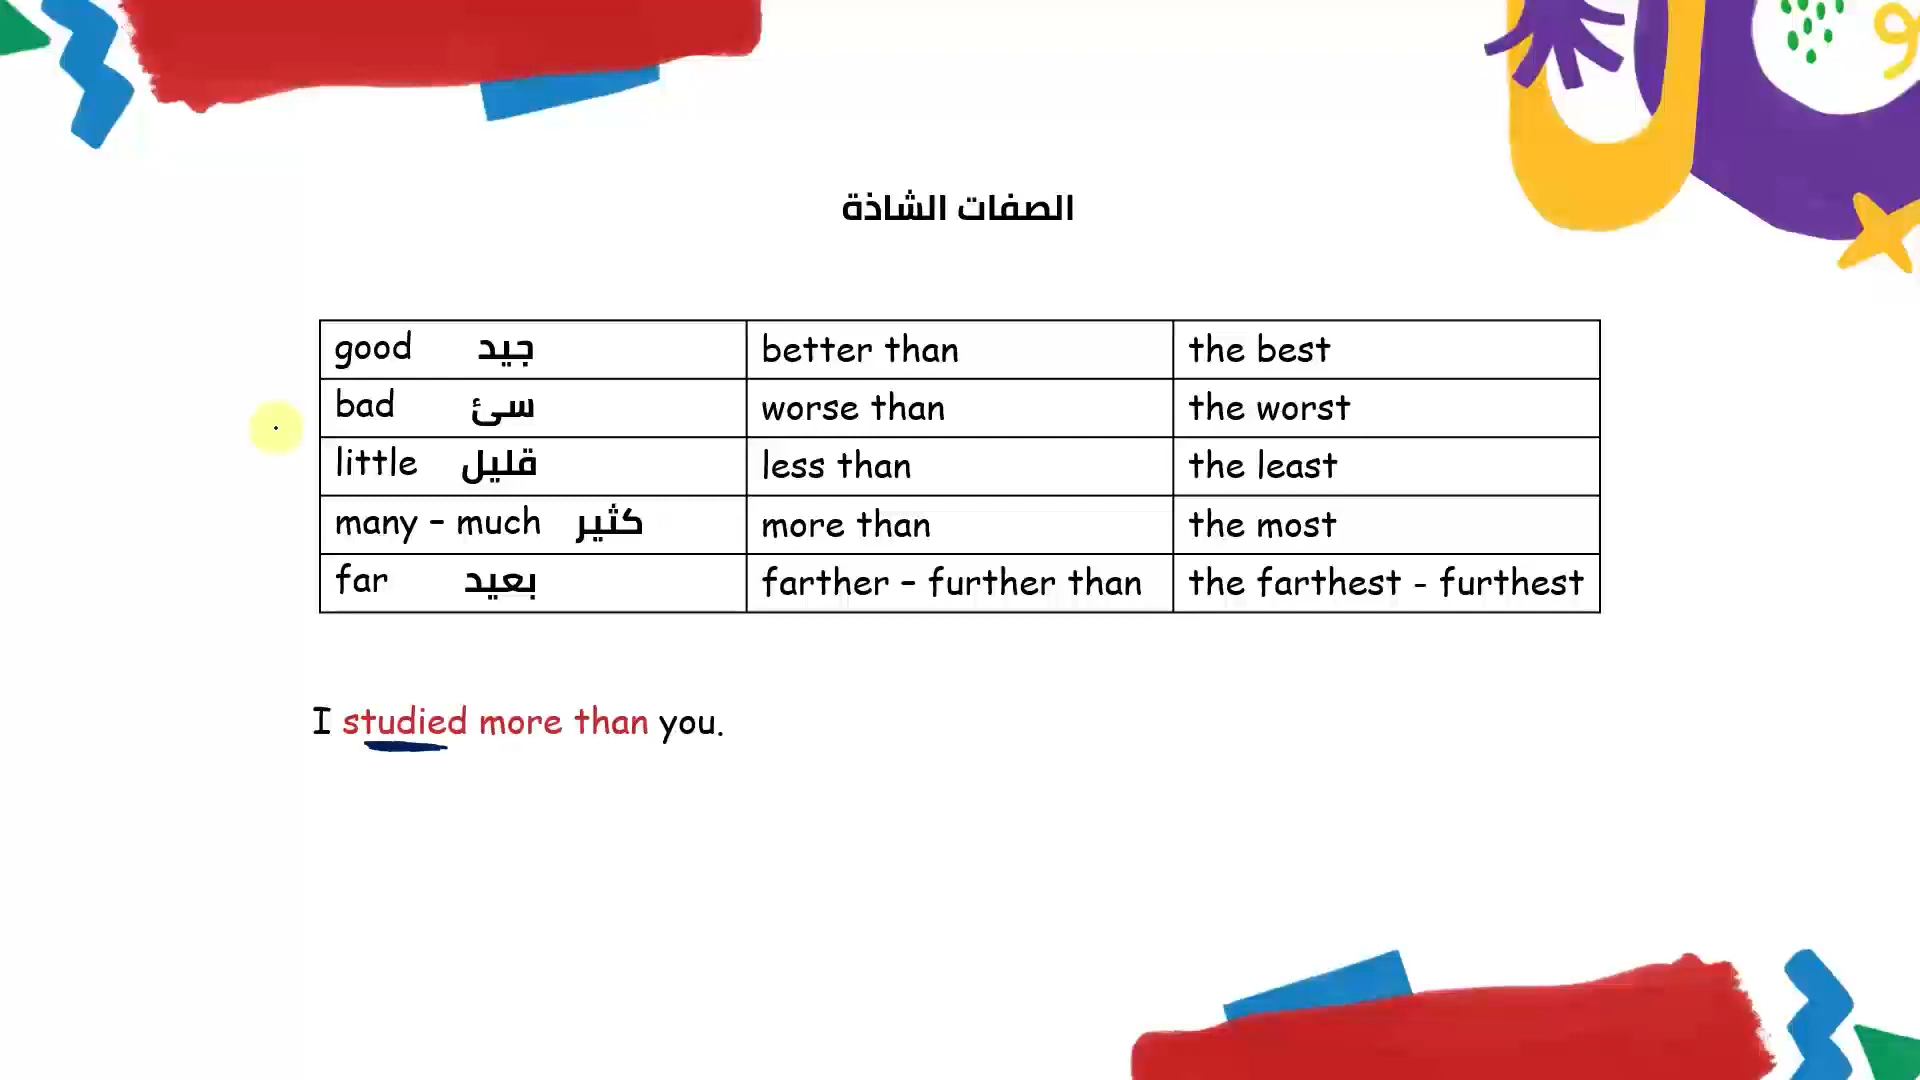 الصفات الشاذة
good جيد better than the best
bad سئ worse than the worst
little قليل less than the least
many – much كثير more than the most
far بعيد farther – further than the farthest - furthest
I studied more than you.